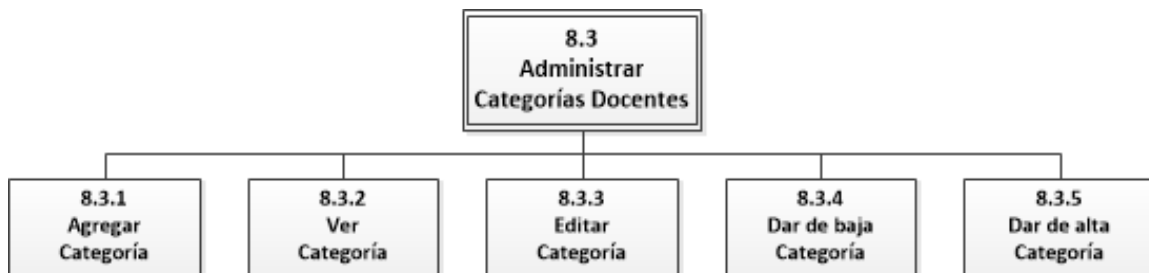 8.3
Administrar
Categorías Docentes
8.3.1
Agregar
Categoría
8.3.2
Ver
Categoría
8.3.3
Editar
Categoría
8.3.4
Dar de baja
Categoría
8.3.5
Dar de alta
Categoría